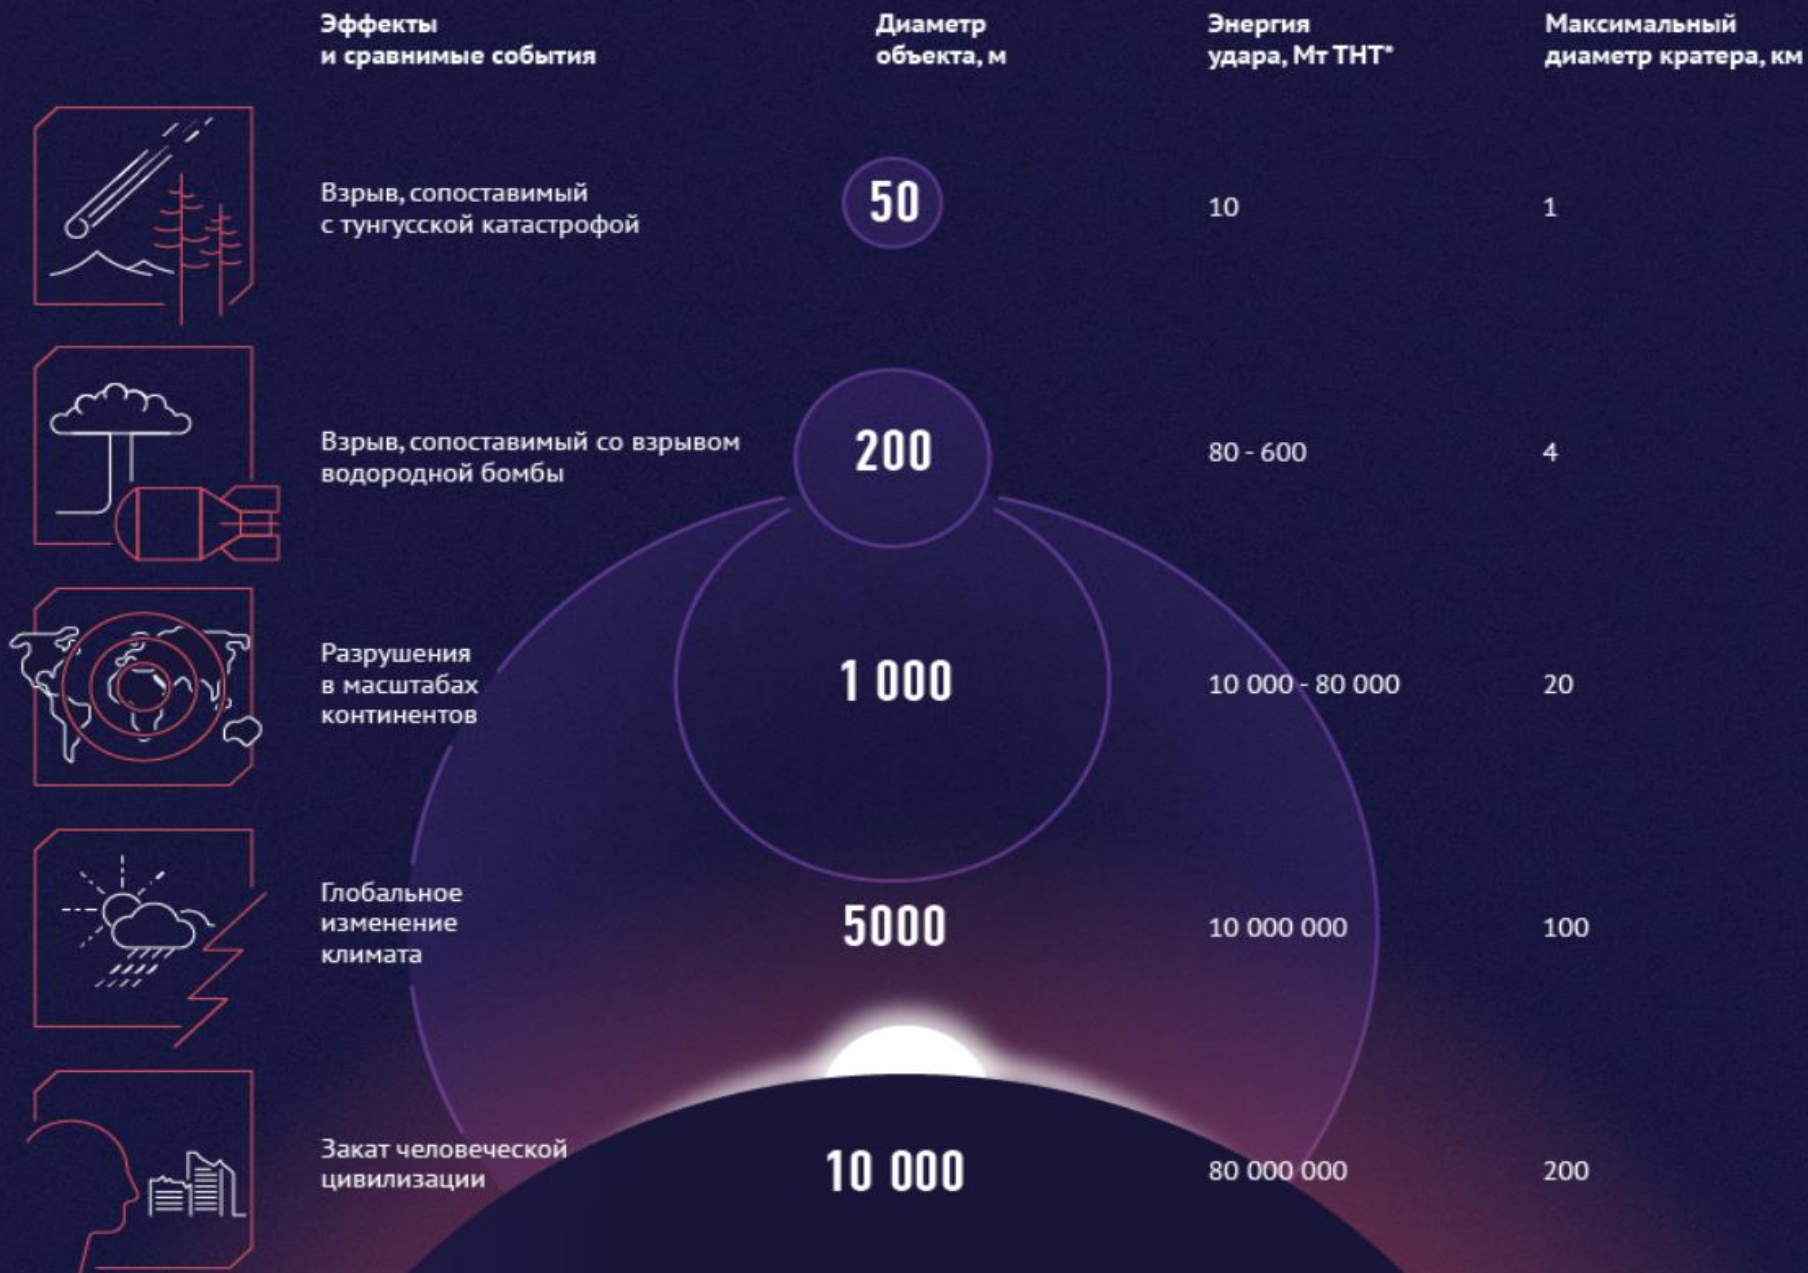 Эффекты
и сравнимые события
Диаметр
объекта, м
Энергия
удара, Мт ТНТ*
Максимальный
диаметр кратера, км
Взрыв, сопоставимый
с тунгусской катастрофой
50
10
1
Взрыв, сопоставимый со взрывом
водородной бомбы
200
80 - 600
4
Разрушения
в масштабах
континентов
1 000
10 000 - 80 000
20
Глобальное
изменение
климата
5000
10 000 000
100
Закат человеческой
цивилизации
10 000
80 000 000
200